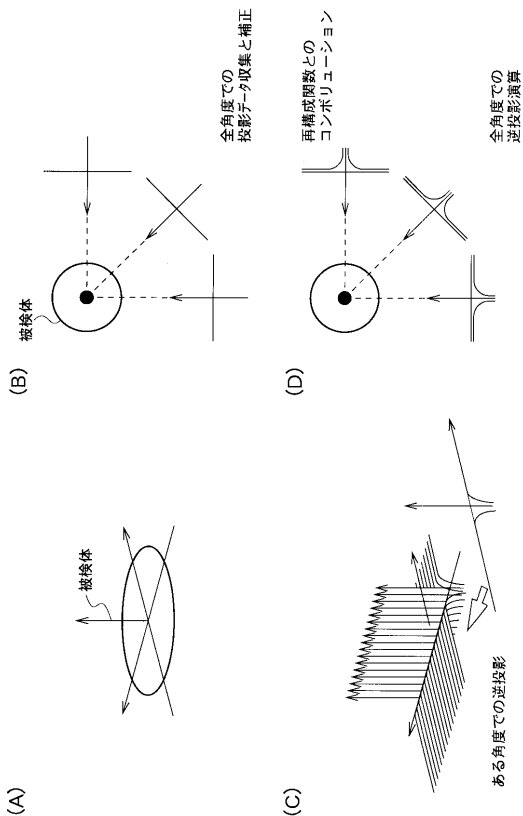 (A)
被検体
(B)
被検体
全角度での
投影データ収集と補正
(C)
ある角度での逆投影
(D)
再構成関数との
コンボリューション
全角度での
逆投影演算